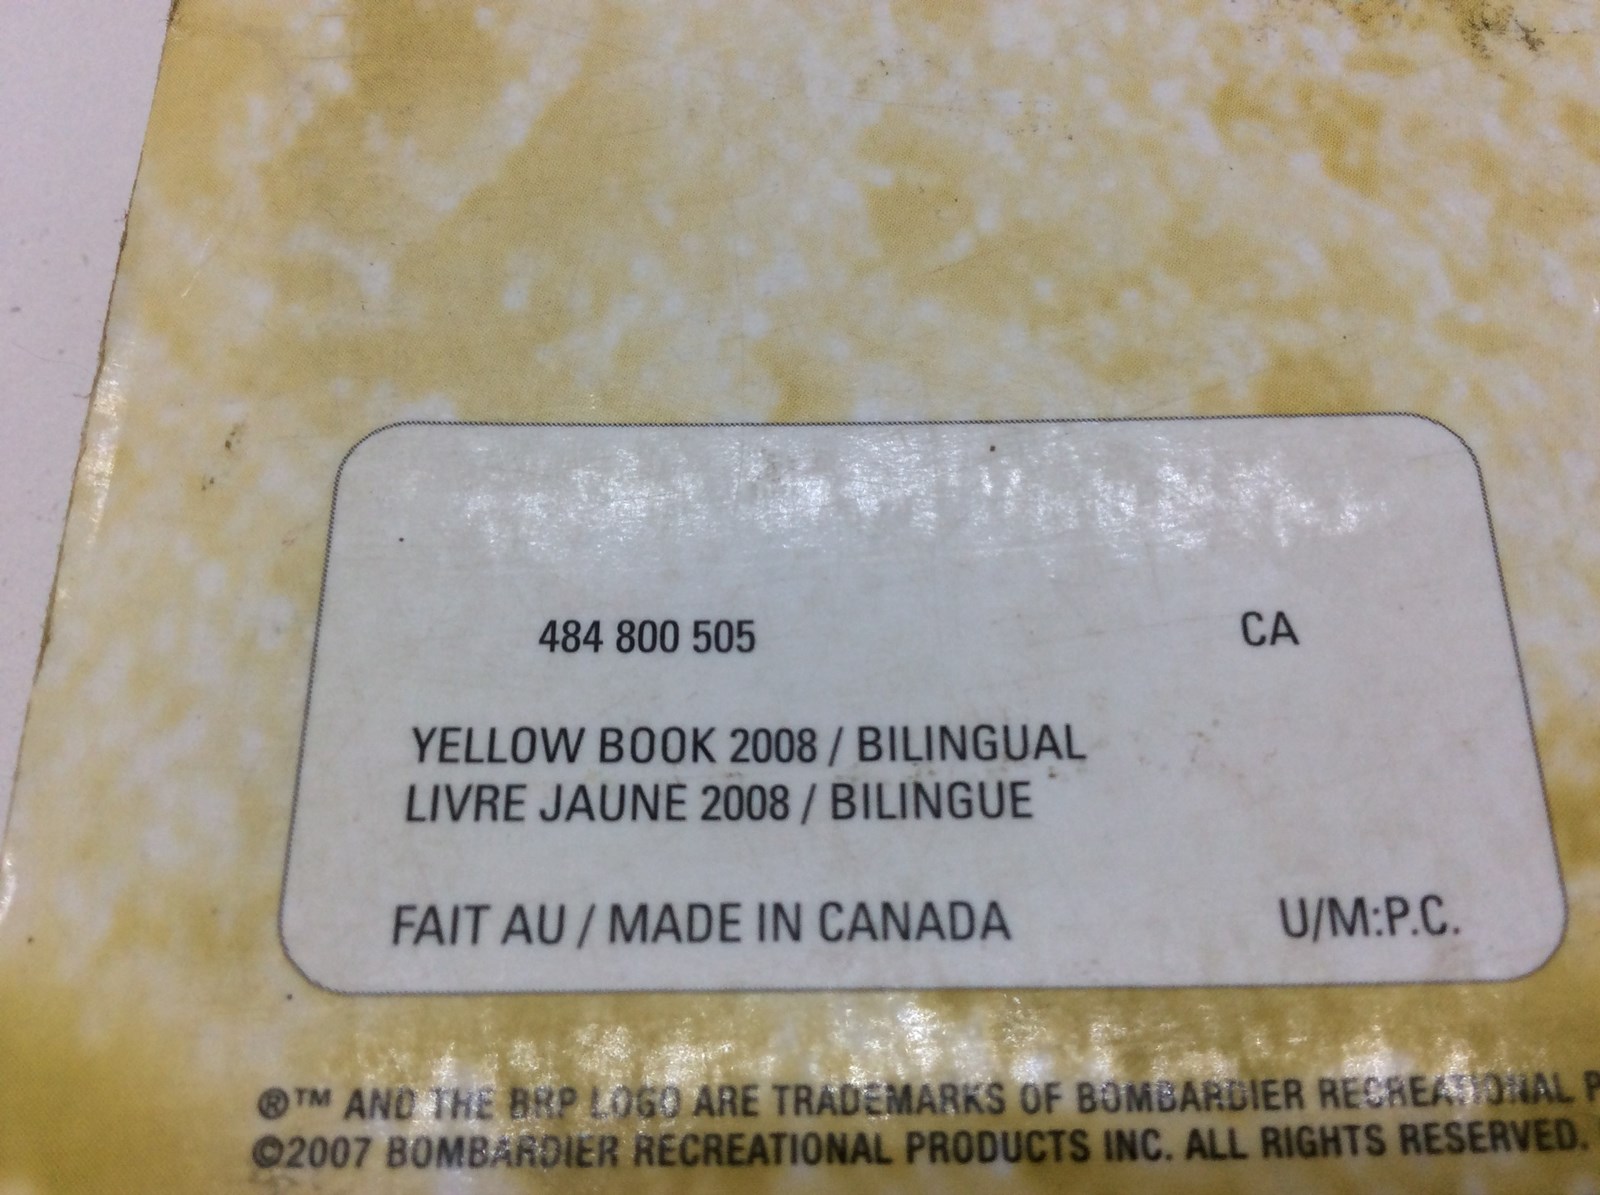 484 800 505 CA
YELLOW BOOK 2008 / BILINGUAL
LIVRE JAUNE 2008 / BILINGUE
FAIT AU / MADE IN CANADA U/M:P.C.
®™ AND THE BRP LOGO ARE TRADEMARKS OF BOMBARDIER RECREATIONAL
©2007 BOMBARDIER RECREATIONAL PRODUCTS INC. ALL RIGHTS RESERVED.